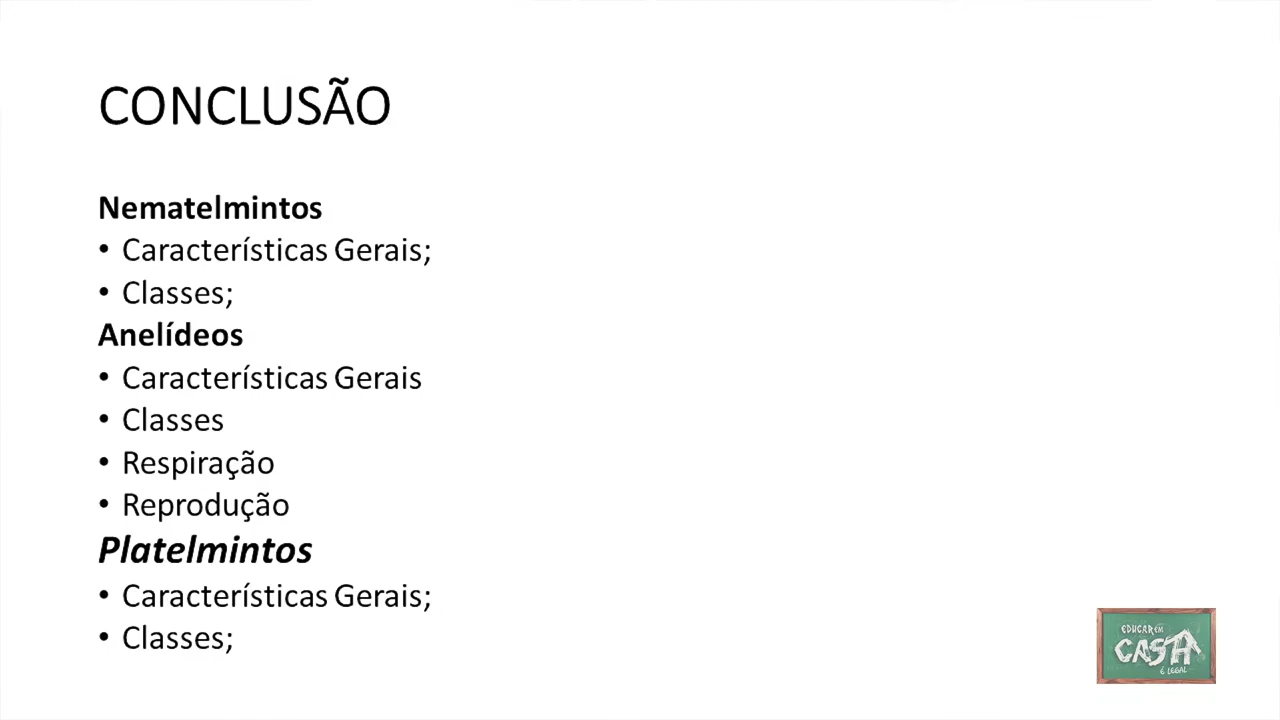 CONCLUSÃO
Nematelmintos
• Características Gerais;
• Classes;
Anelídeos
• Características Gerais
• Classes
• Respiração
• Reprodução
Platelmintos
• Características Gerais;
• Classes;
EDUCAR EM
CASA
É LEGAL